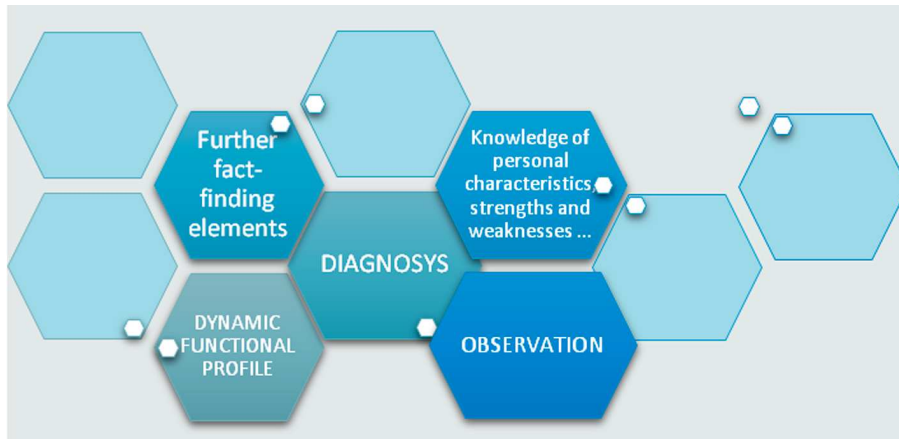 Further
fact-
finding
elements
Knowledge of
personal
characteristics,
strengths and
weaknesses ...
DIAGNOSYS
DYNAMIC
FUNCTIONAL
PROFILE
OBSERVATION